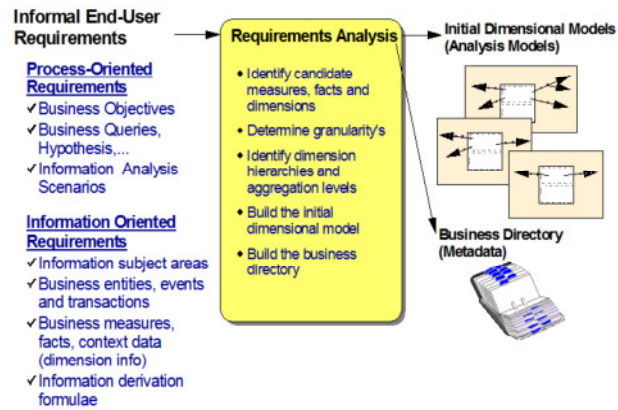 Informal End-User
Requirements
Process-Oriented
Requirements
✓Business Objectives
✓Business Queries,
Hypothesis,...
✓Information Analysis
Scenarios
Information Oriented
Requirements
✓Information subject areas
✓Business entities, events
and transactions
✓Business measures,
facts, context data
(dimension info)
✓Information derivation
formulae
Requirements Analysis
◆ Identify candidate
measures, facts and
dimensions
◆ Determine granularity's
◆ Identify dimension
hierarchies and
aggregation levels
◆ Build the initial
dimensional model
◆ Build the business
directory
Initial Dimensional Models
(Analysis Models)
Business Directory
(Metadata)